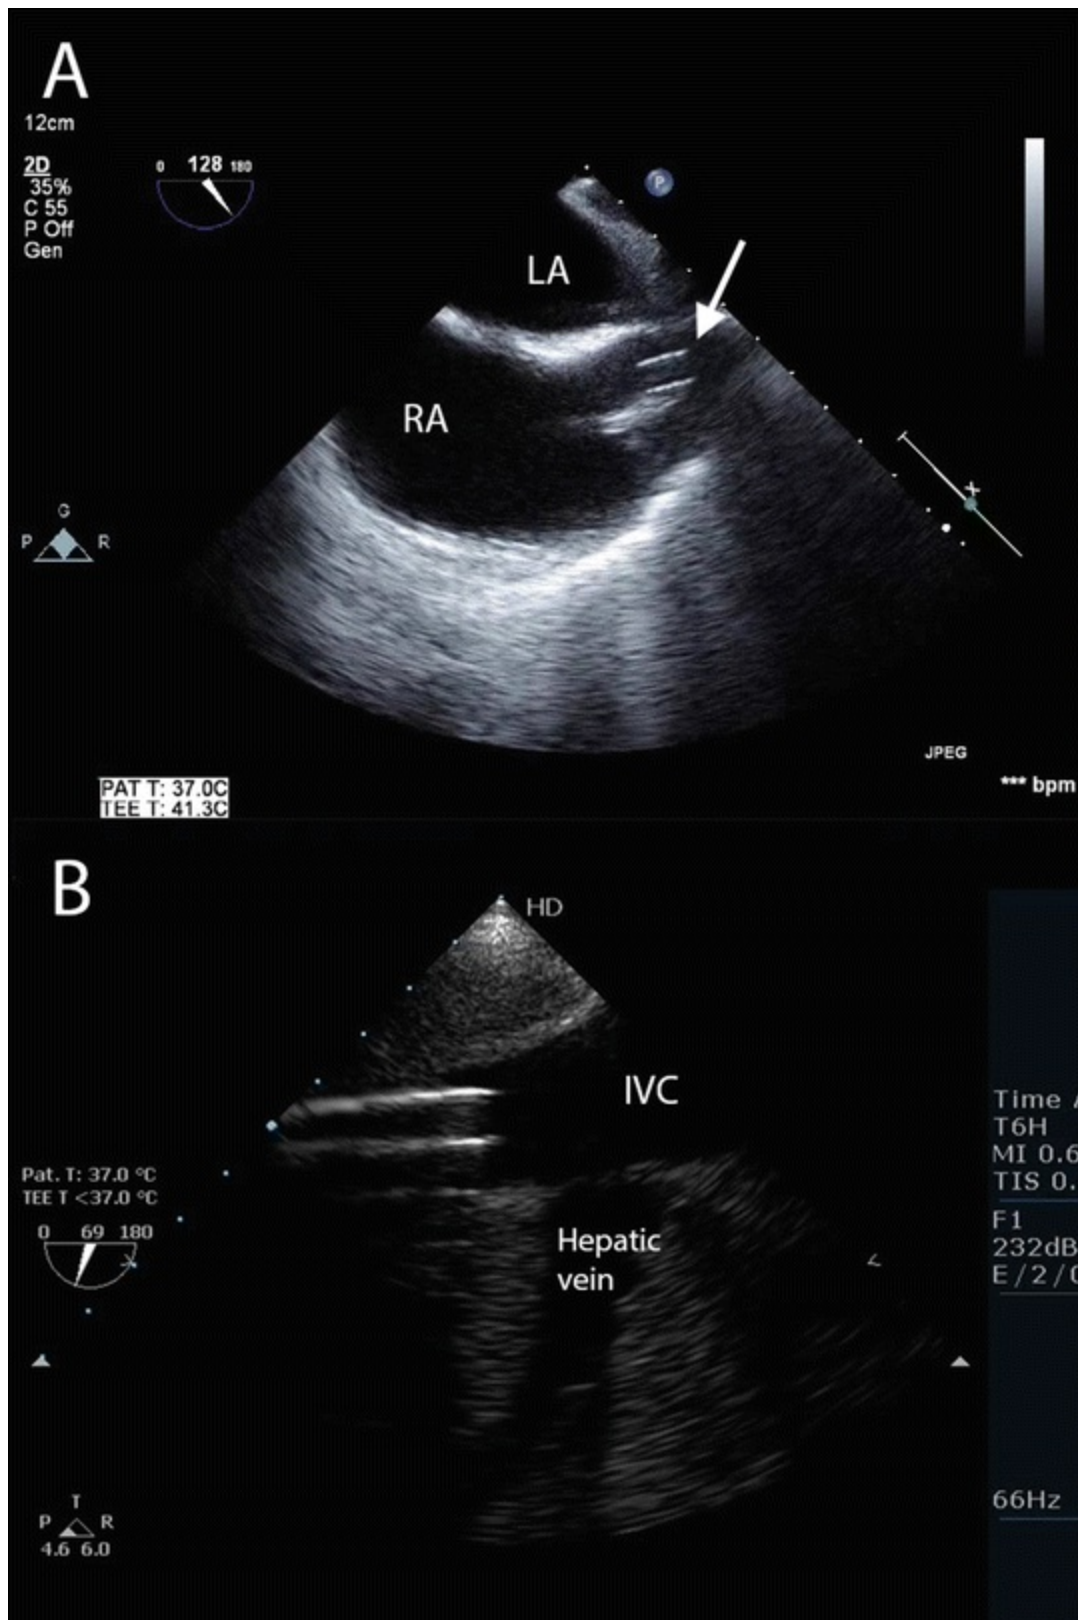 A
12cm
2D
35%
C 55
P Off
Gen
0 128 180
P
LA
RA
G
P R
JPEG
*** bpm
PAT T: 37.0C
TEE T: 41.3C
B
HD
IVC
Time
T6H
MI 0.6
TIS 0.
Pat. T: 37.0 °C
TEE T <37.0 °C
0 69 180
F1
232dB
E/2/
Hepatic
vein
66Hz
T
P R
4.6 6.0